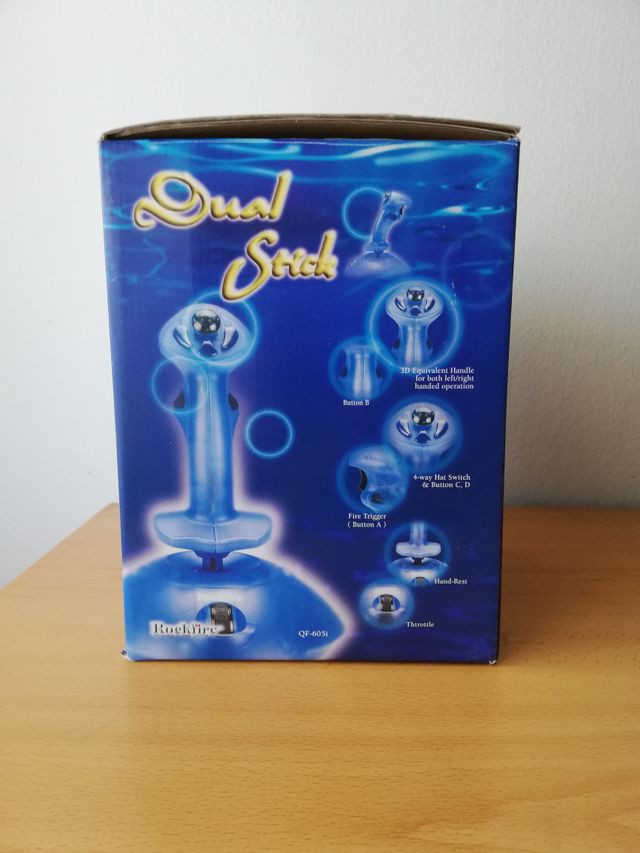 Dual
Stick
3D Equivalent Handle
for both left/right
handed operation
Button B
4-way Hat Switch
& Button C, D
Fire Trigger
( Button A )
Hand-Rest
Thtrottle
Rockfire
QF-605i